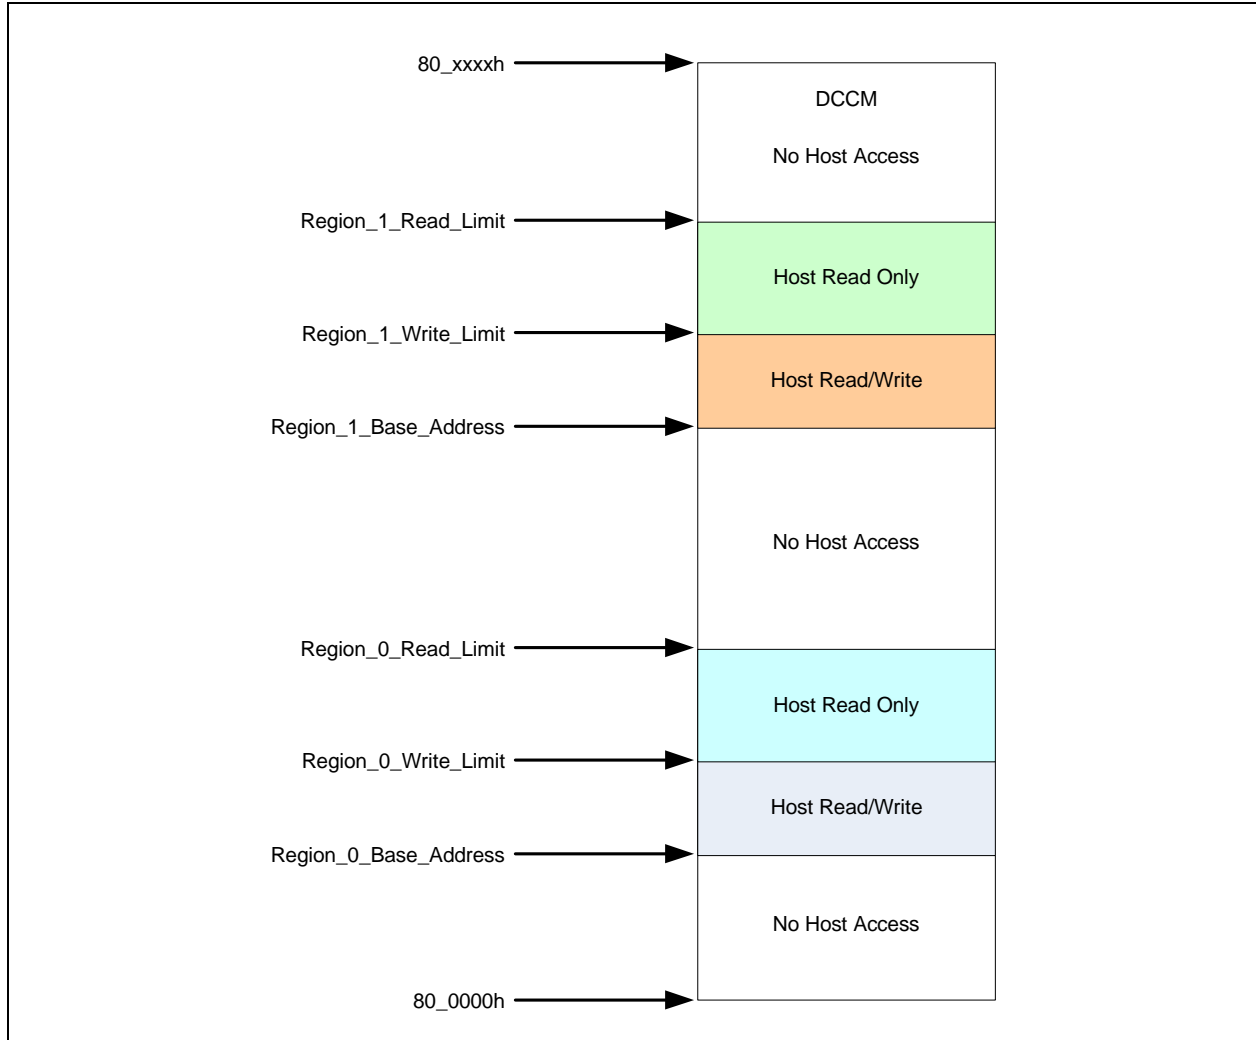 80_xxxxh
DCCM
No Host Access
Region_1_Read_Limit
Host Read Only
Region_1_Write_Limit
Host Read/Write
Region_1_Base_Address
No Host Access
Region_0_Read_Limit
Host Read Only
Region_0_Write_Limit
Host Read/Write
Region_0_Base_Address
No Host Access
80_0000h